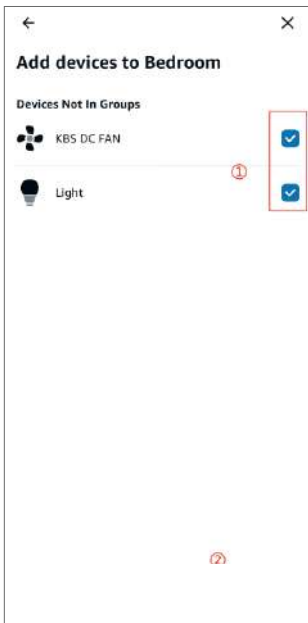 Add devices to Bedroom
Devices Not In Groups
KBS DC FAN
①
Light
②